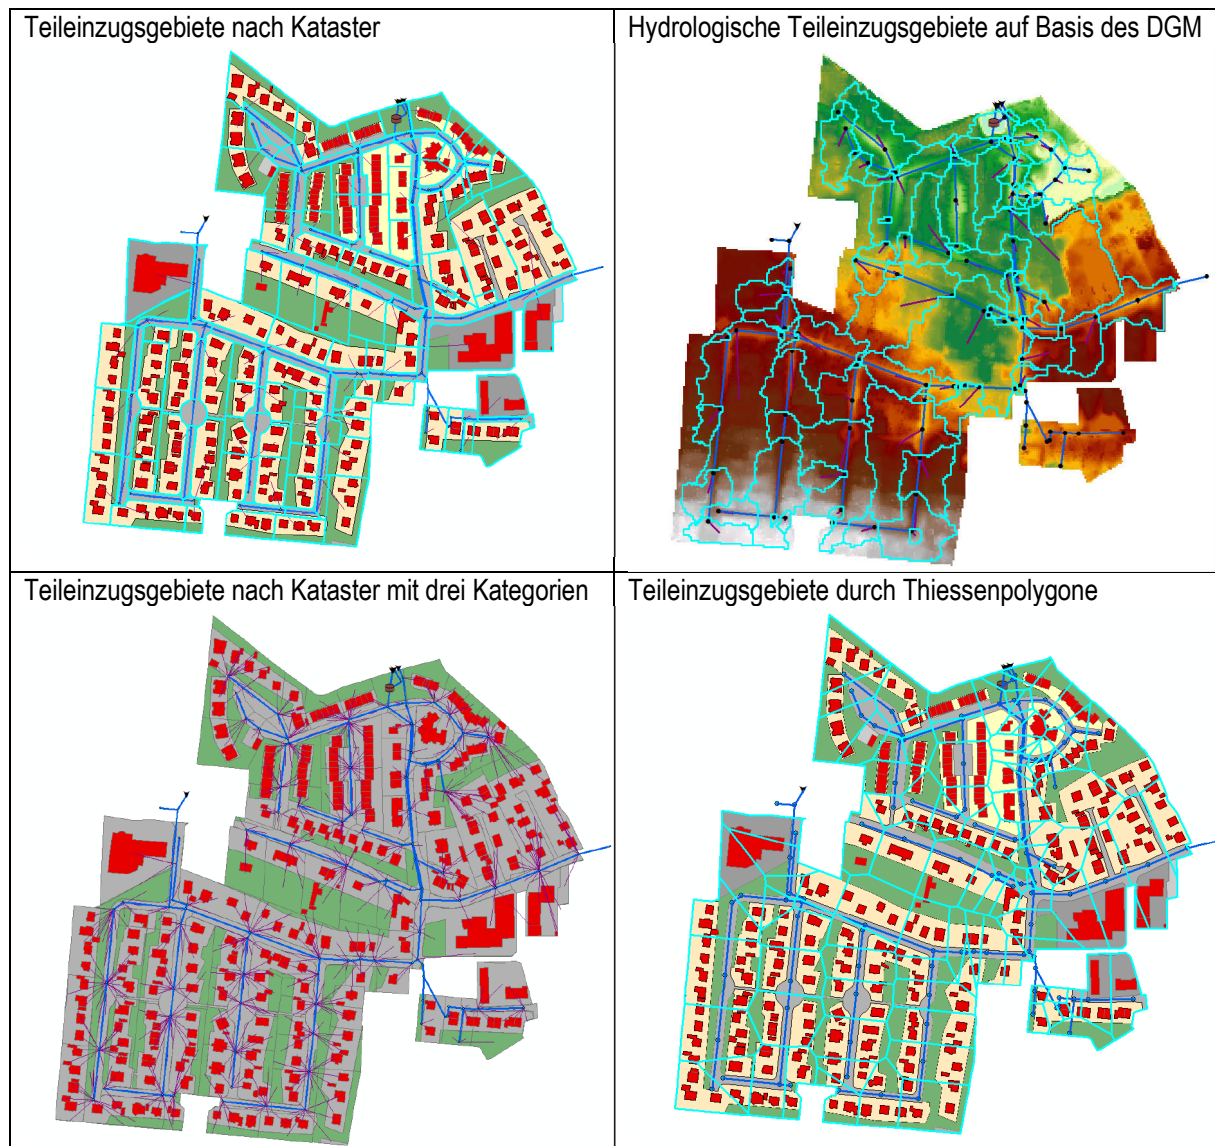 Teileinzugsgebiete nach Kataster
Hydrologische Teileinzugsgebiete auf Basis des DGM
Teileinzugsgebiete nach Kataster mit drei Kategorien
Teileinzugsgebiete durch Thiessenpolygone